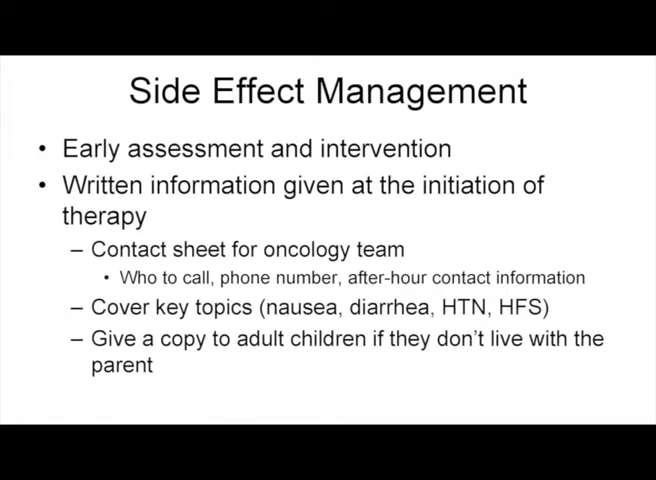 Side Effect Management
• Early assessment and intervention
• Written information given at the initiation of
therapy
– Contact sheet for oncology team
• Who to call, phone number, after-hour contact information
– Cover key topics (nausea, diarrhea, HTN, HFS)
– Give a copy to adult children if they don't live with the
parent